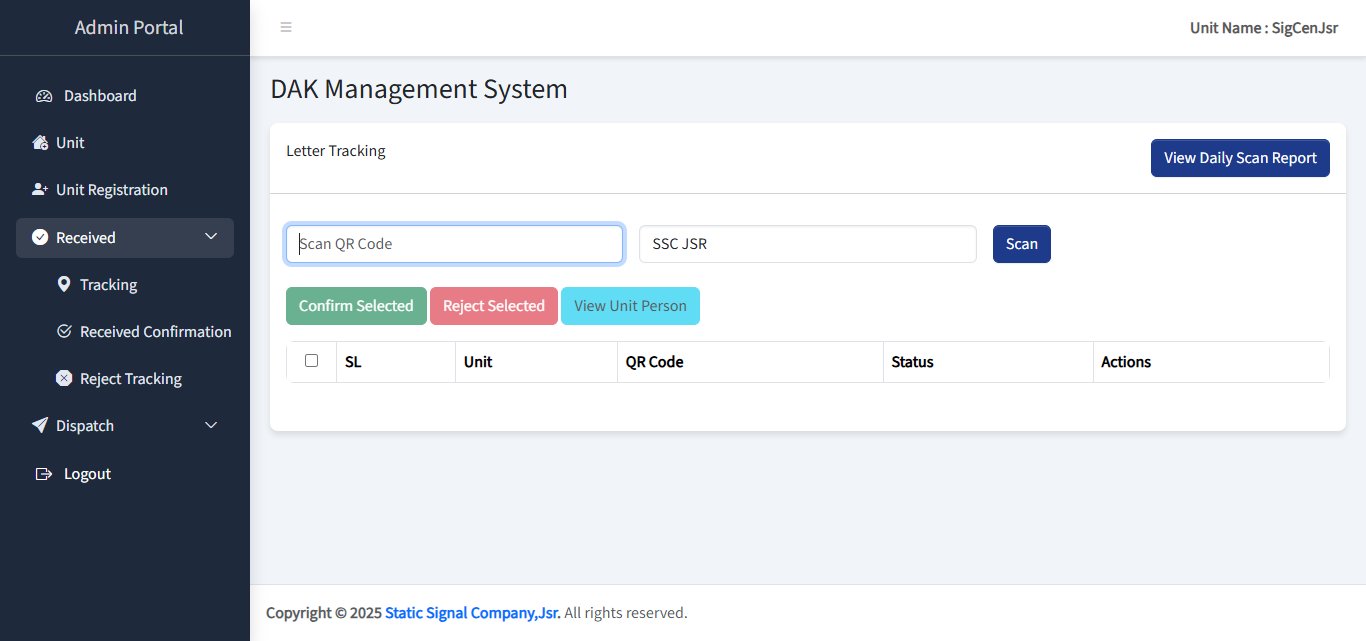 Admin Portal
Unit Name : SigCenJsr
Dashboard
Unit
Unit Registration
Received
Tracking
Received Confirmation
Reject Tracking
Dispatch
Logout
DAK Management System
Letter Tracking
View Daily Scan Report
Scan QR Code
SSC JSR
Scan
Confirm Selected
Reject Selected
View Unit Person
SL Unit QR Code Status Actions
Copyright © 2025 Static Signal Company,Jsr. All rights reserved.